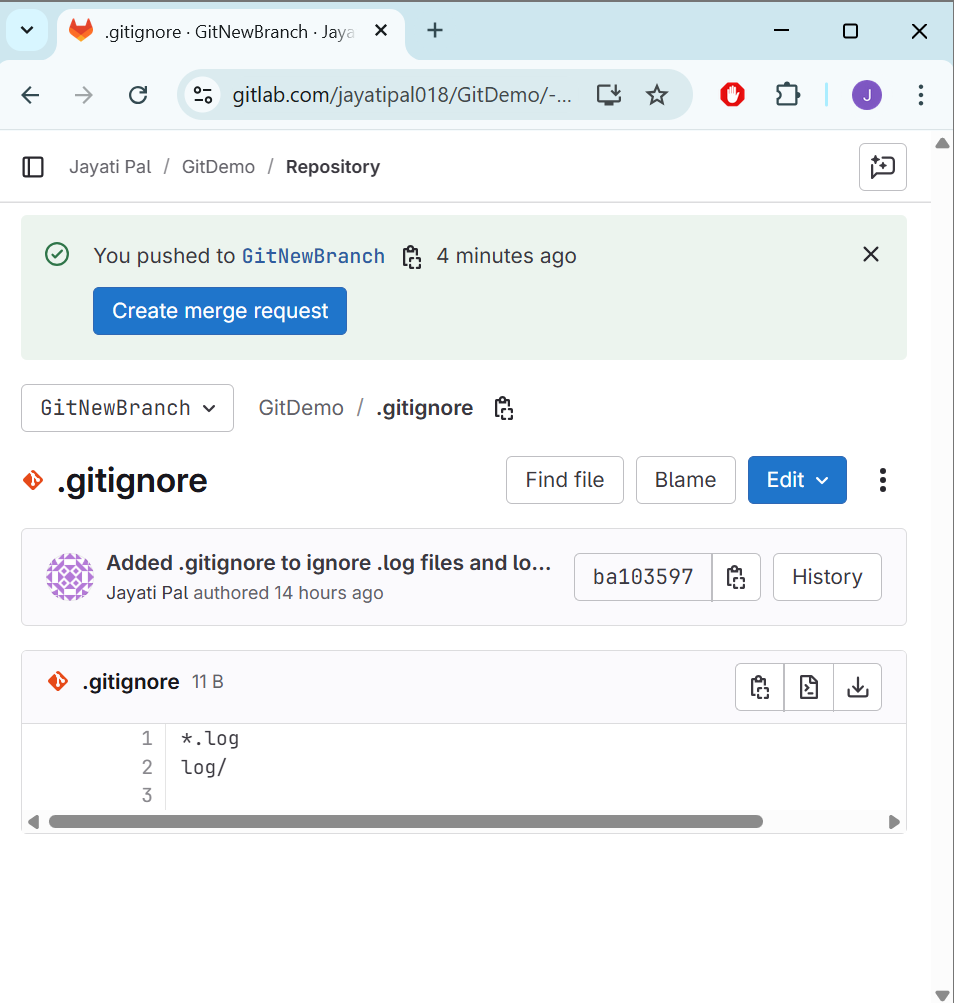 .gitignore · GitNewBranch · Jaya
gitlab.com/jayatipal018/GitDemo/-...
J
Jayati Pal / GitDemo / Repository
You pushed to GitNewBranch 4 minutes ago
Create merge request
GitNewBranch GitDemo / .gitignore
.gitignore Find file Blame Edit
Added .gitignore to ignore .log files and lo... ba103597 History
Jayati Pal authored 14 hours ago
.gitignore 11 B
1 *.log
2 log/
3